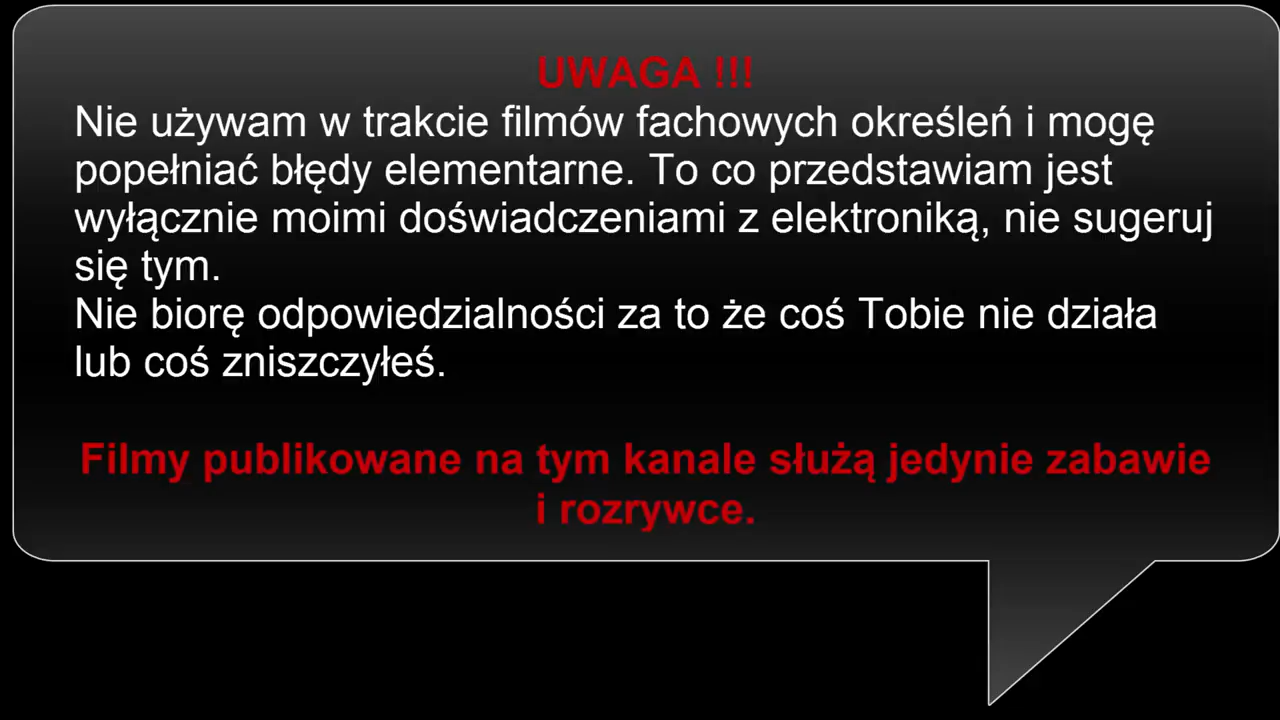 UWAGA !!!
Nie używam w trakcie filmów fachowych określeń i mogę
popełniać błędy elementarne. To co przedstawiam jest
wyłącznie moimi doświadczeniami z elektroniką, nie sugeruj
się tym.
Nie biorę odpowiedzialności za to że coś Tobie nie działa
lub coś zniszczyłeś.
Filmy publikowane na tym kanale służą jedynie zabawie
i rozrywce.